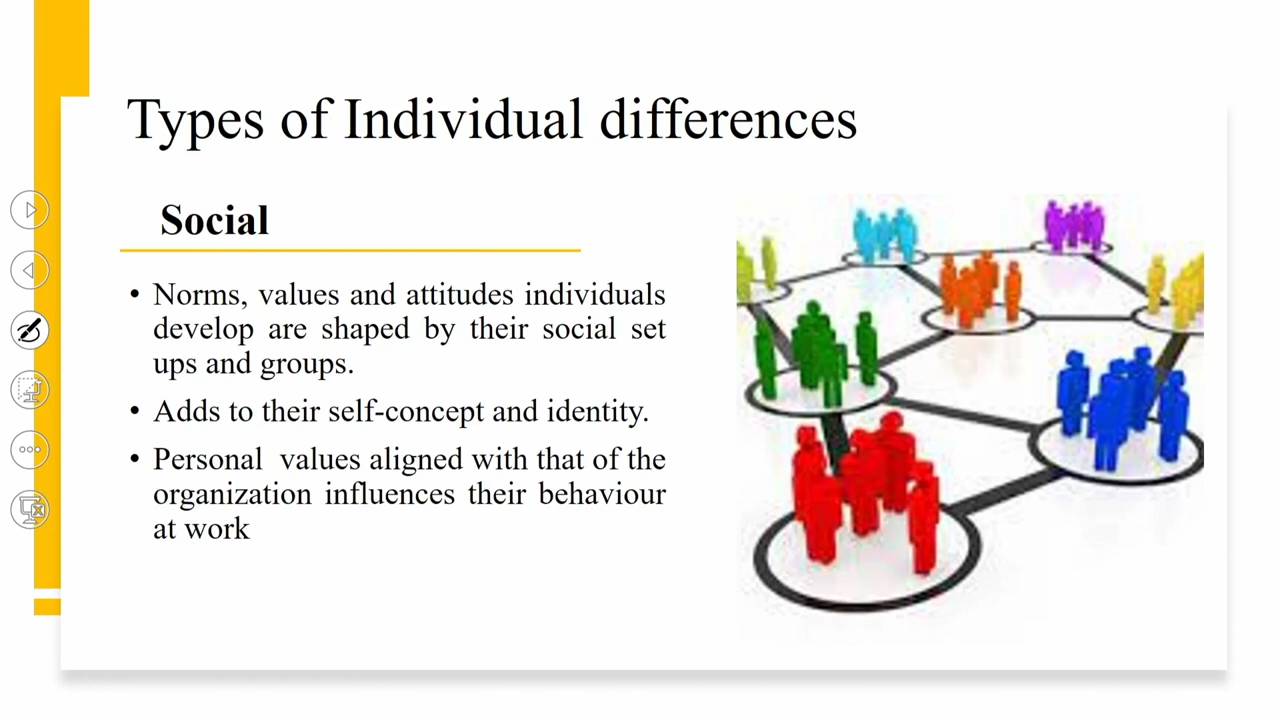 Types of Individual differences
Social
• Norms, values and attitudes individuals
develop are shaped by their social set
ups and groups.
• Adds to their self-concept and identity.
• Personal values aligned with that of the
organization influences their behaviour
at work